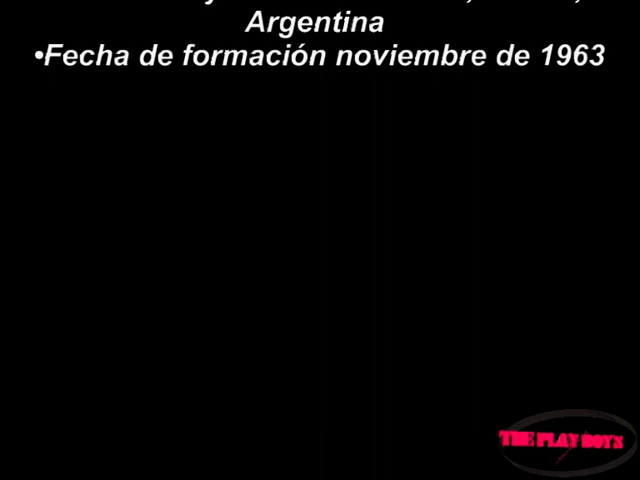 Argentina
•Fecha de formación noviembre de 1963
THE PLAY BOYS